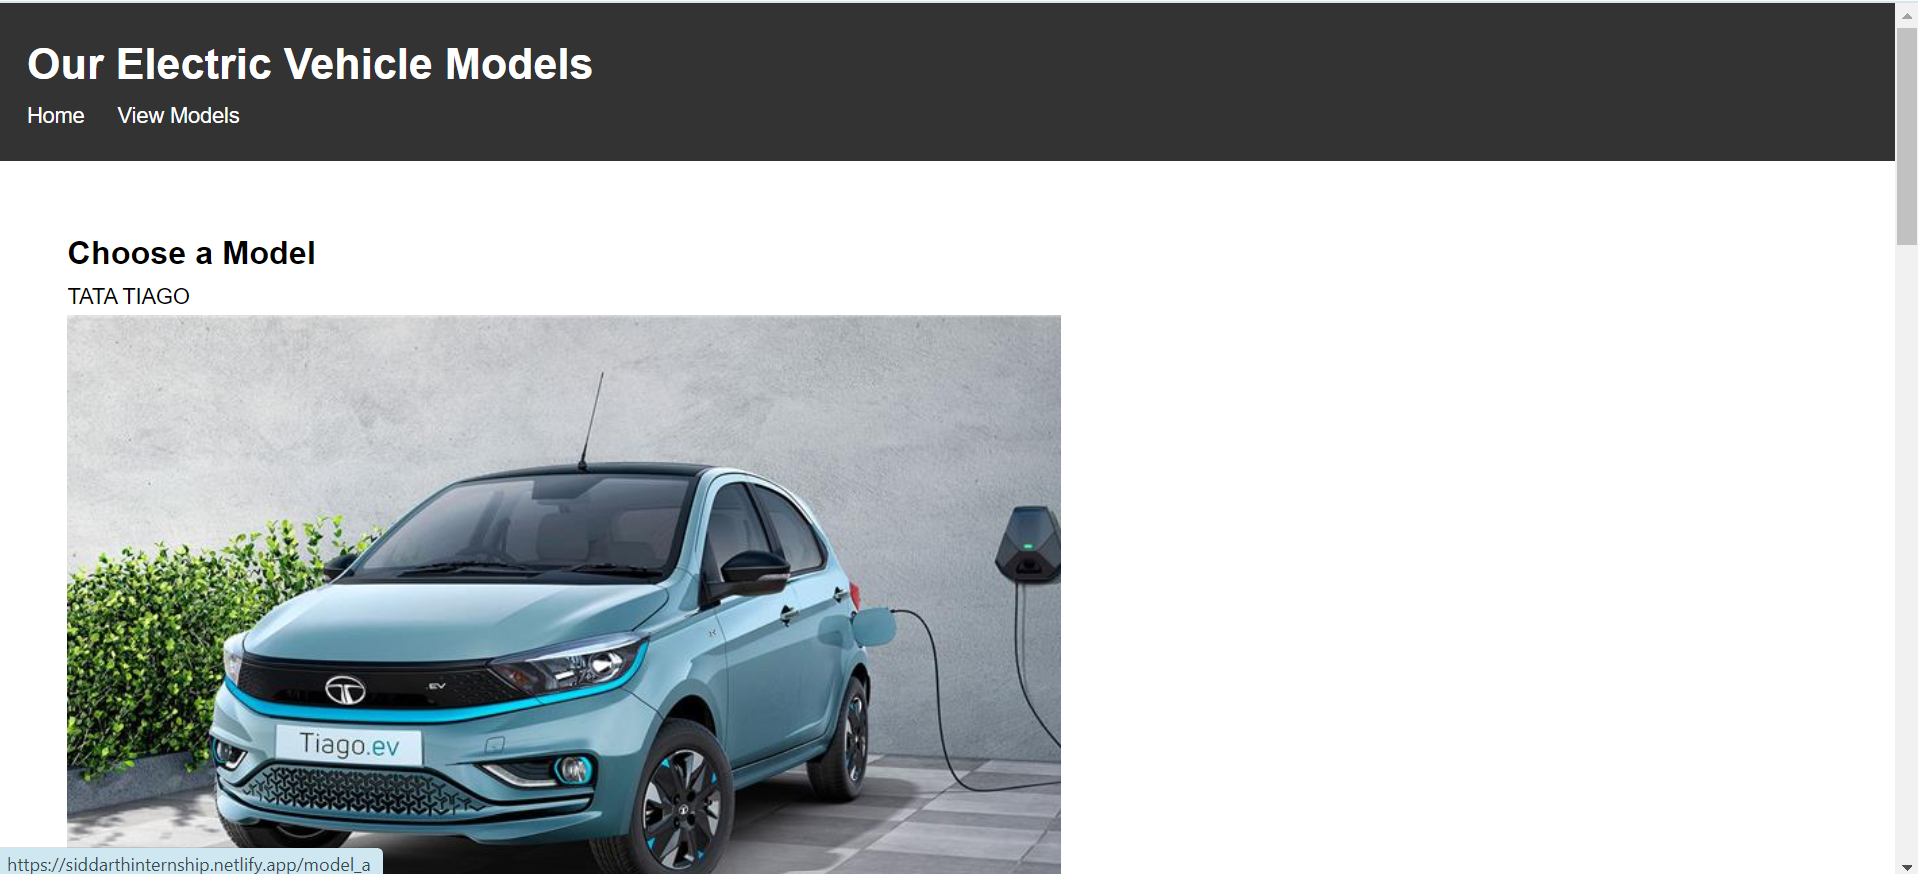 Our Electric Vehicle Models
Home View Models
Choose a Model
TATA TIAGO
.EV
Tiago.ev
https://siddarthinternship.netlify.app/model_a